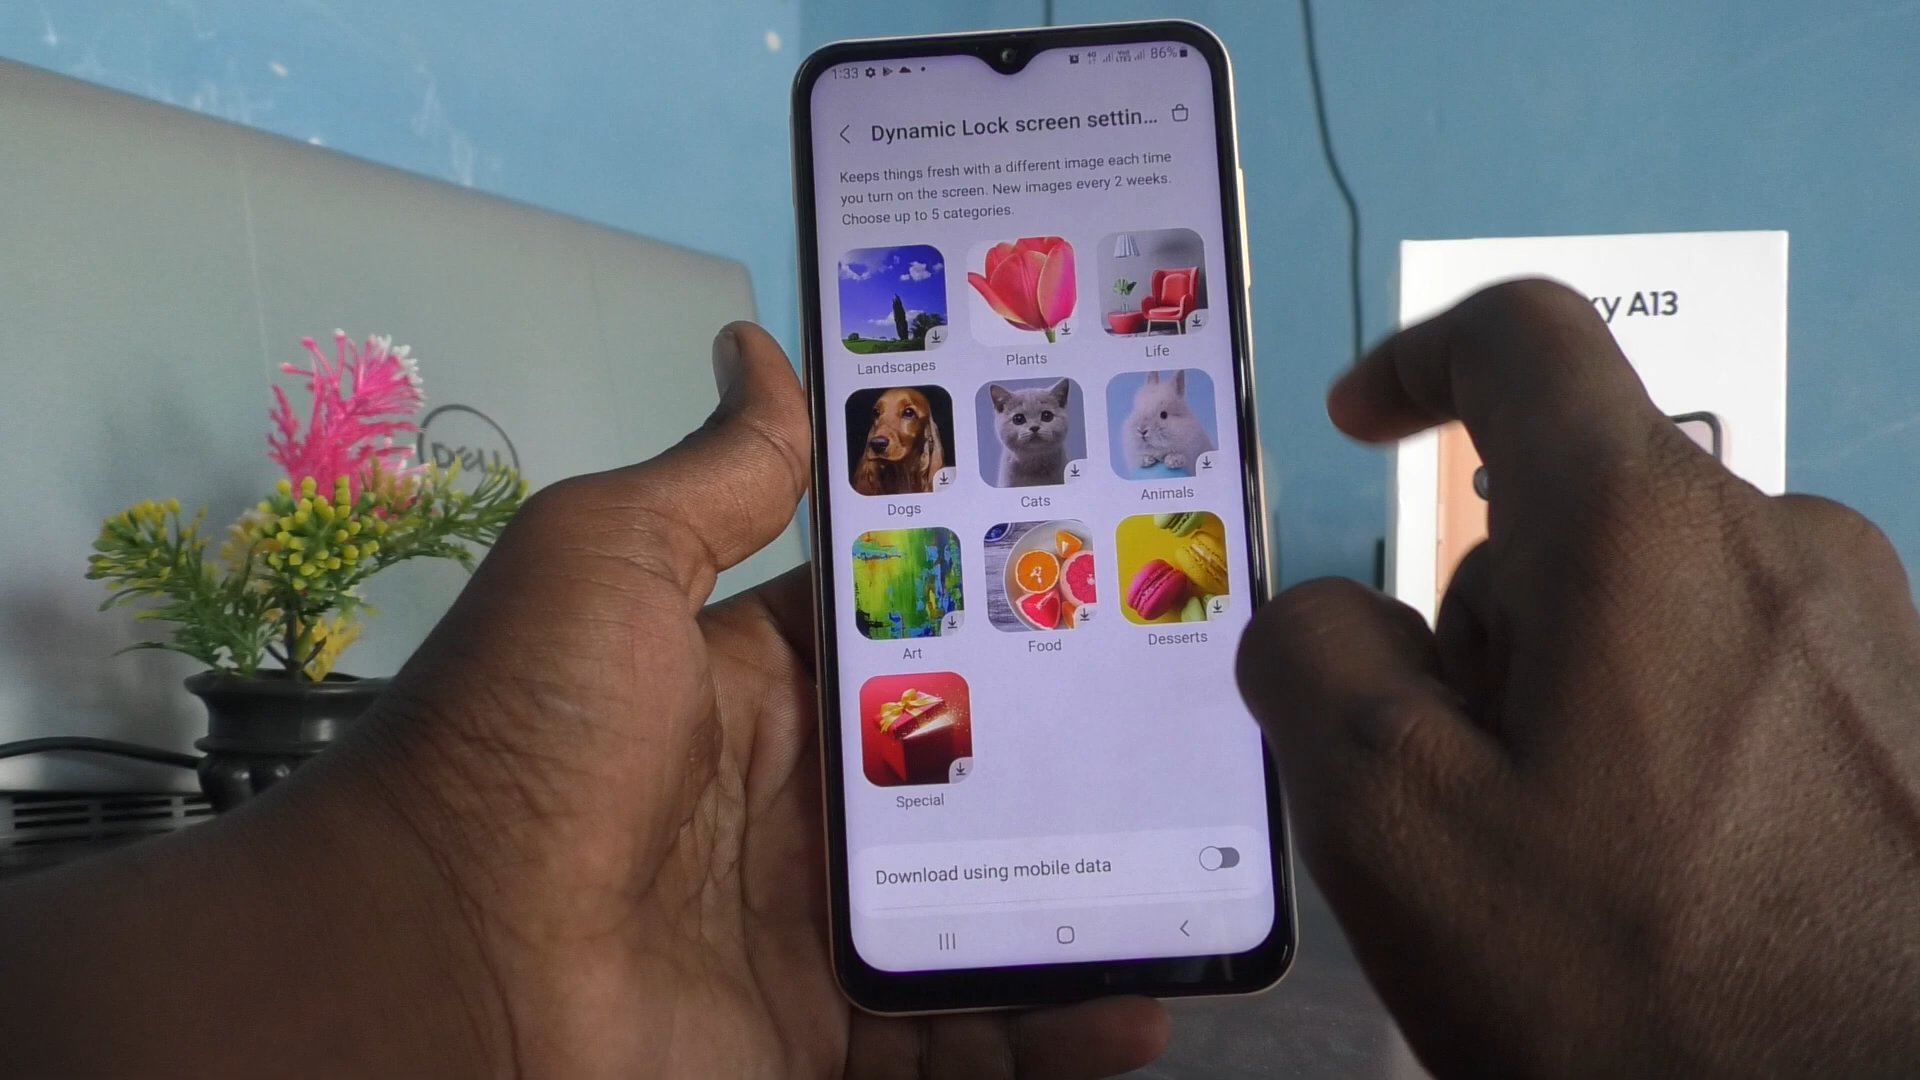 1:33
86%
Dynamic Lock screen settin...
Keeps things fresh with a different image each time
you turn on the screen. New images every 2 weeks.
Choose up to 5 categories.
Landscapes
Plants
Life
Dogs
Cats
Animals
Art
Food
Desserts
Special
Download using mobile data
DELL
xy A13